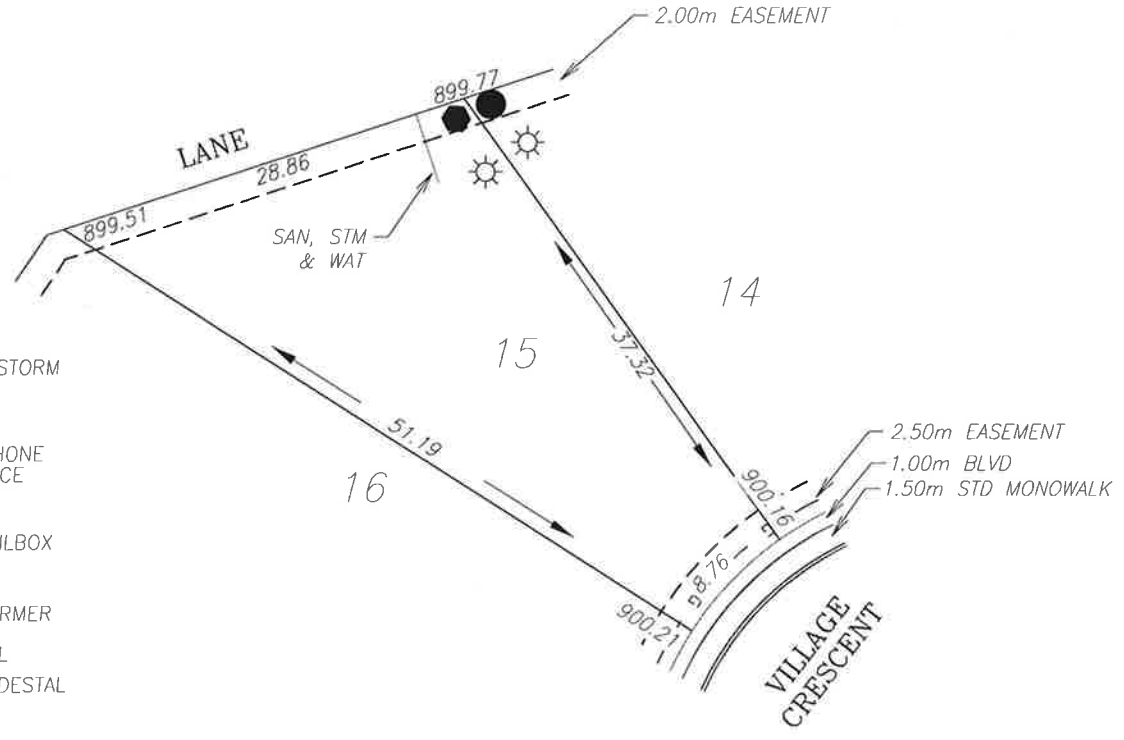 2.00m EASEMENT
899.77
LANE
28.86
899.51
SAN, STM
& WAT
14
15
37.32
STORM
51.19
2.50m EASEMENT
1.00m BLVD
1.50m STD MONOWALK
HONE
CE
16
900.16
ILBOX
8.76
G
G
RMER
900.21
L
DESTAL
VILLAGE
CRESCENT